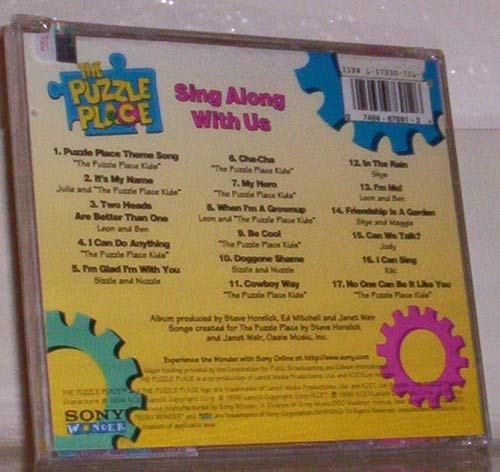 THE
PUZZLE
PLACE
Sing Along
With Us
1. Puzzle Place Theme Song
"The Puzzle Place Kids"
2. It's My Name
Julie and "The Puzzle Place Kids"
3. Two Heads
Are Better Than One
Leon and Ben
4. I Can Do Anything
"The Puzzle Place Kids"
5. I'm Glad I'm With You
Sizzle and Nuzzle
6. Cha-Cha
"The Puzzle Place Kids"
7. My Hero
"The Puzzle Place Kids"
8. When I'm a Grownup
Leon and "The Puzzle Place Kids"
9. Be Cool
"The Puzzle Place Kids"
10. Doggone Shame
Sizzle and Nuzzle
11. Cowboy Way
"The Puzzle Place Kids"
12. In The Rain
Skye
13. I'm Me!
Leon and Ben
14. Friendship is A Garden
Skye and Maggie
15. Can We Talk?
Jody
16. I Can Sing
Kiki
17. No One Can Be It Like You
"The Puzzle Place Kids"
Album produced by Steve Horelick, Ed Mitchell and Janet Weir
Songs created for The Puzzle Place by Steve Horelick
and Janet Weir, Music, Inc.
Experience the Wonder with Sony Online at http://www.sony.com
SONY
WONDER